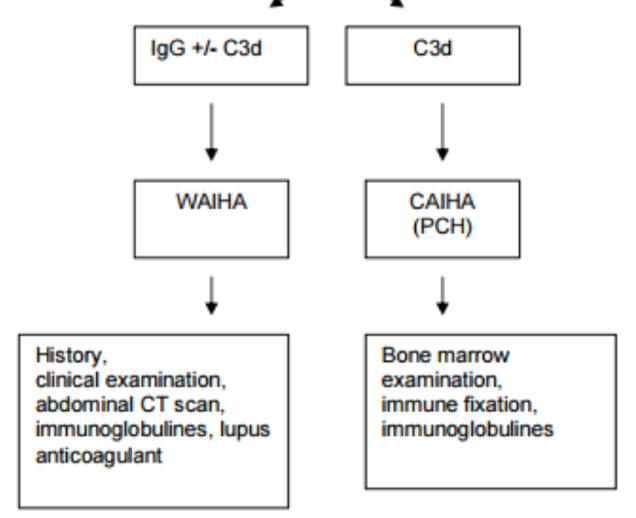 IgG +/- C3d
C3d
WAIHA
CAIHA
(PCH)
History,
clinical examination,
abdominal CT scan,
immunoglobulines, lupus
anticoagulant
Bone marrow
examination,
immune fixation,
immunoglobulines